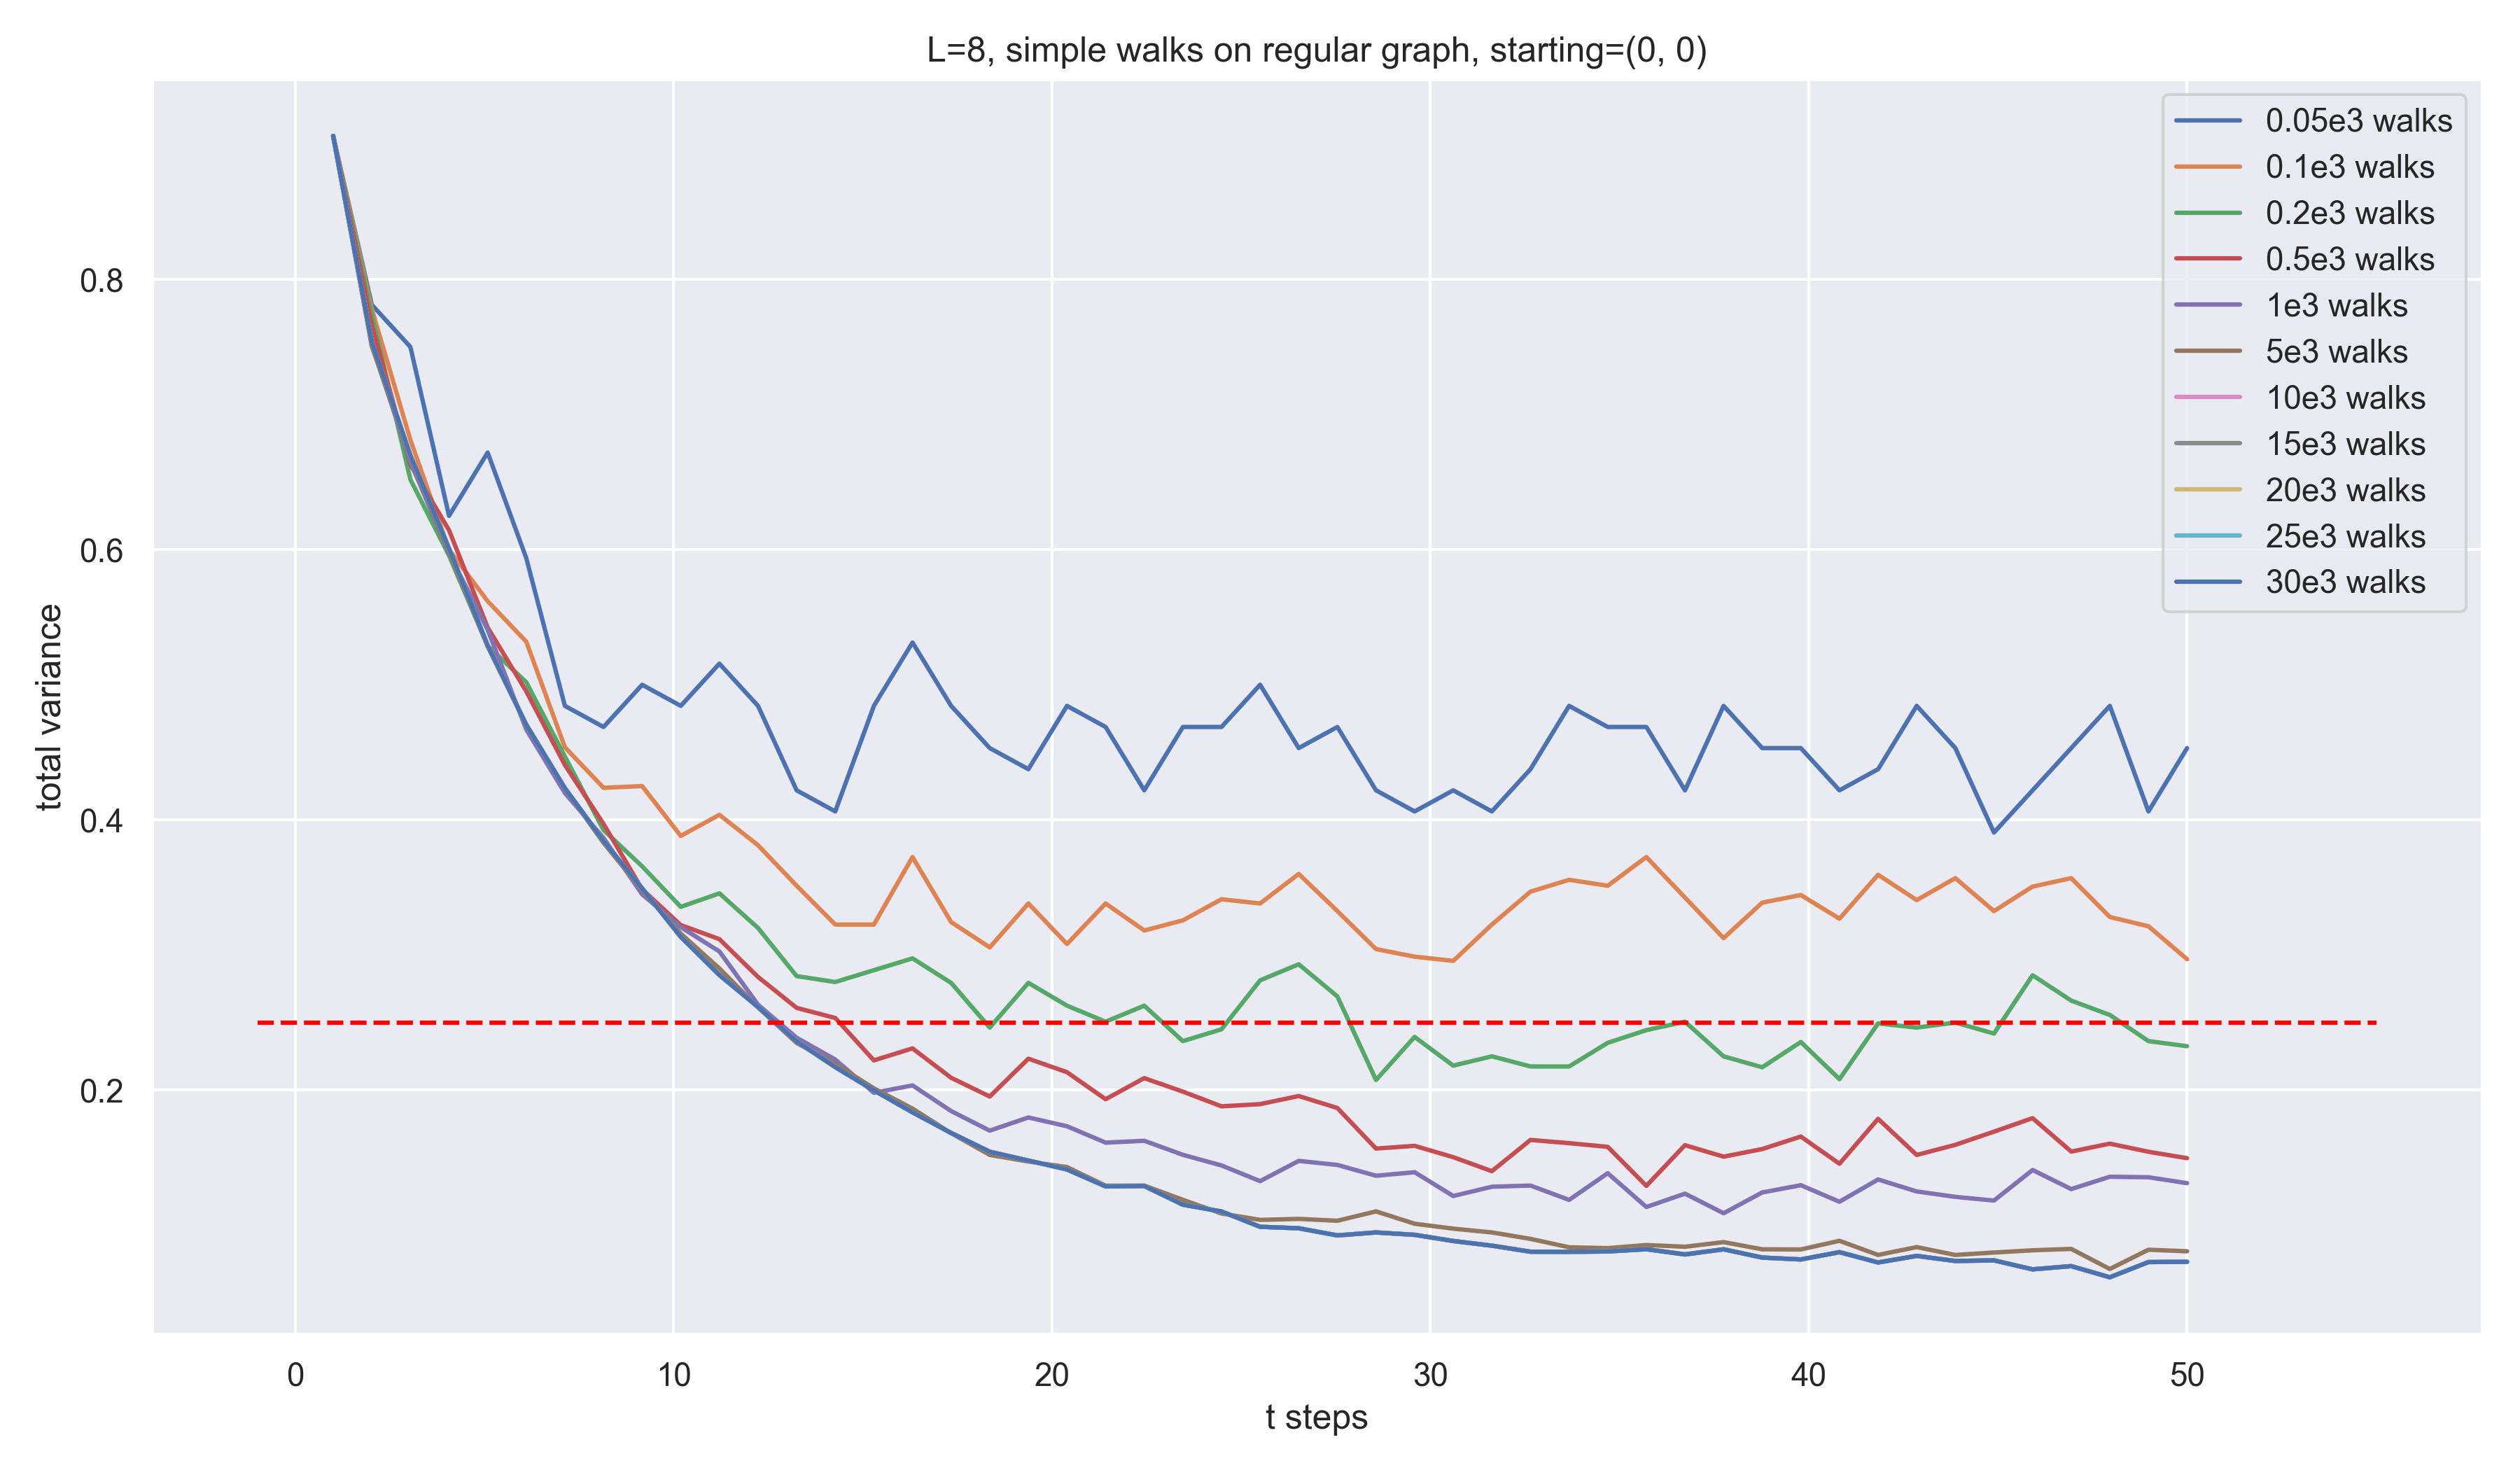 L=8, simple walks on regular graph, starting=(0, 0)
0.05e3 walks
0.1e3 walks
0.2e3 walks
0.5e3 walks
1e3 walks
5e3 walks
10e3 walks
15e3 walks
20e3 walks
25e3 walks
30e3 walks
total variance
0.8
0.6
0.4
0.2
0 10 20 30 40 50
t steps